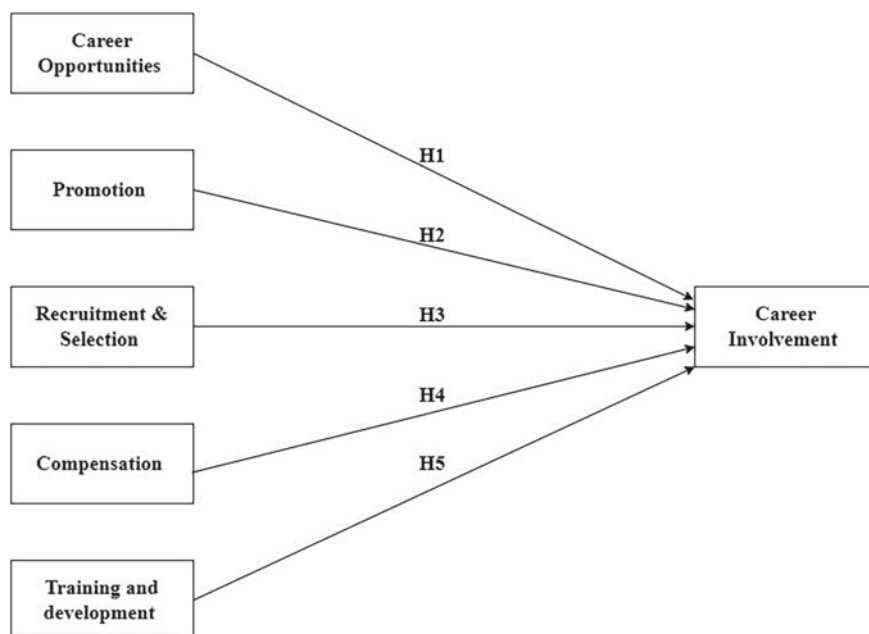 Career
Opportunities
H1
Promotion
H2
Recruitment &
Selection
H3
Career
Involvement
H4
Compensation
H5
Training and
development